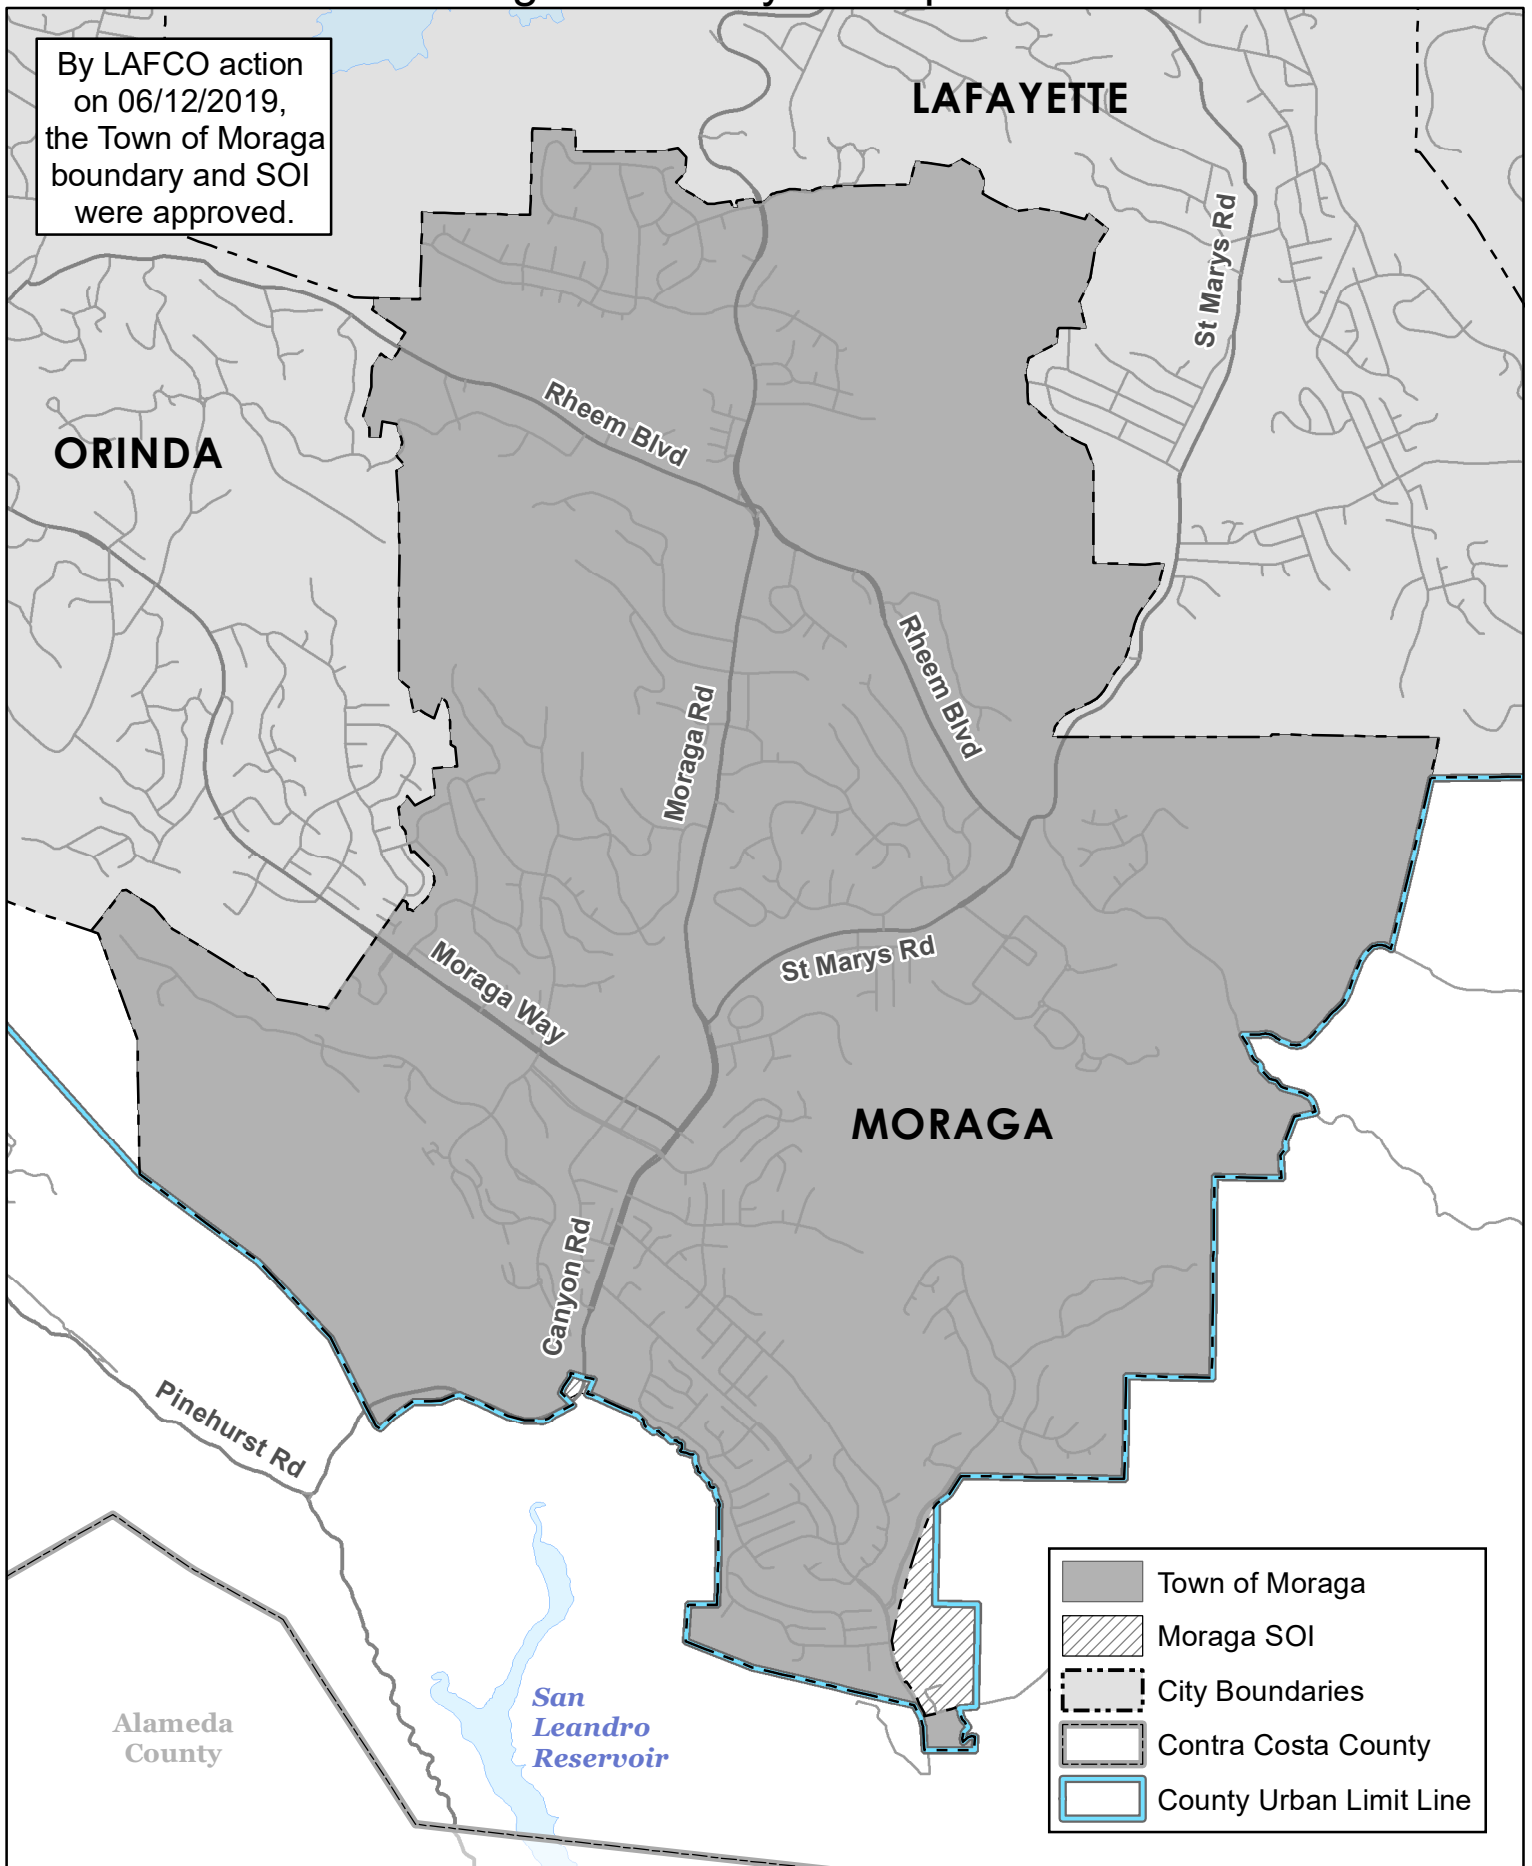 By LAFCO action
on 06/12/2019,
the Town of Moraga
boundary and SOI
were approved.
LAFAYETTE
St Marys Rd
ORINDA
Rheem Blvd
Rheem Blvd
Moraga Rd
St Marys Rd
Moraga Way
MORAGA
Canyon Rd
Pinehurst Rd
San
Leandro
Reservoir
Alameda
County
Town of Moraga
Moraga SOI
City Boundaries
Contra Costa County
County Urban Limit Line